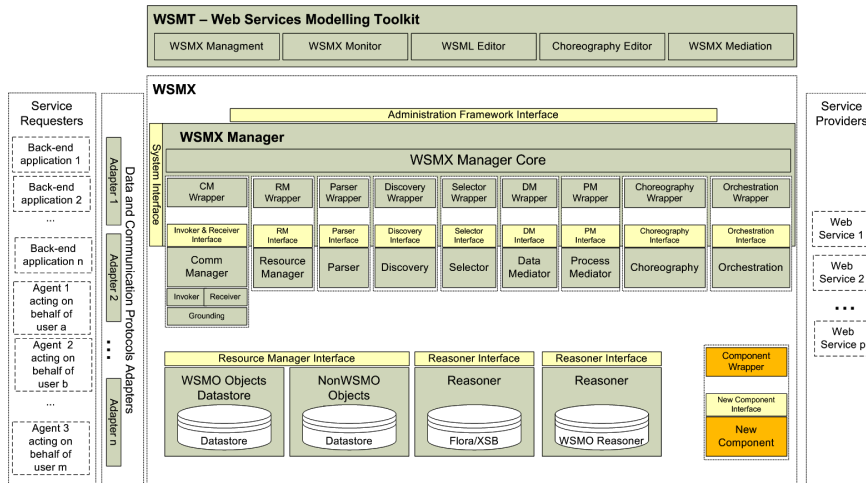 WSMT – Web Services Modelling Toolkit
WSMX Managment
WSMX Monitor
WSML Editor
Choreography Editor
WSMX Mediation
WSMX
Service
Requesters
Back-end
application 1
Back-end
application 2
...
Back-end
application n
Agent 1
acting on
behalf of
user a
Agent 2
acting on
behalf of
user b
...
Agent 3
acting on
behalf of
user m
Adapter 1
Adapter 2
...
Adapter n
Data and Communication Protocols Adapters
Administration Framework Interface
System Interface
WSMX Manager
WSMX Manager Core
CM
Wrapper
RM
Wrapper
Parser
Wrapper
Discovery
Wrapper
Selector
Wrapper
DM
Wrapper
PM
Wrapper
Choreography
Wrapper
Orchestration
Wrapper
Invoker & Receiver
Interface
RM
Interface
Parser
Interface
Discovery
Interface
Selector
Interface
DM
Interface
PM
Interface
Choreography
Interface
Orchestration
Interface
Comm
Manager
Resource
Manager
Parser
Discovery
Selector
Data
Mediator
Process
Mediator
Choreography
Orchestration
Invoker
Receiver
Grounding
Resource Manager Interface
Reasoner Interface
Reasoner Interface
WSMO Objects
Datastore
Datastore
NonWSMO
Objects
Datastore
Reasoner
Flora/XSB
Reasoner
WSMO Reasoner
Component
Wrapper
New Component
Interface
New
Component
Service
Providers
Web
Service 1
Web
Service 2
...
Web
Service p